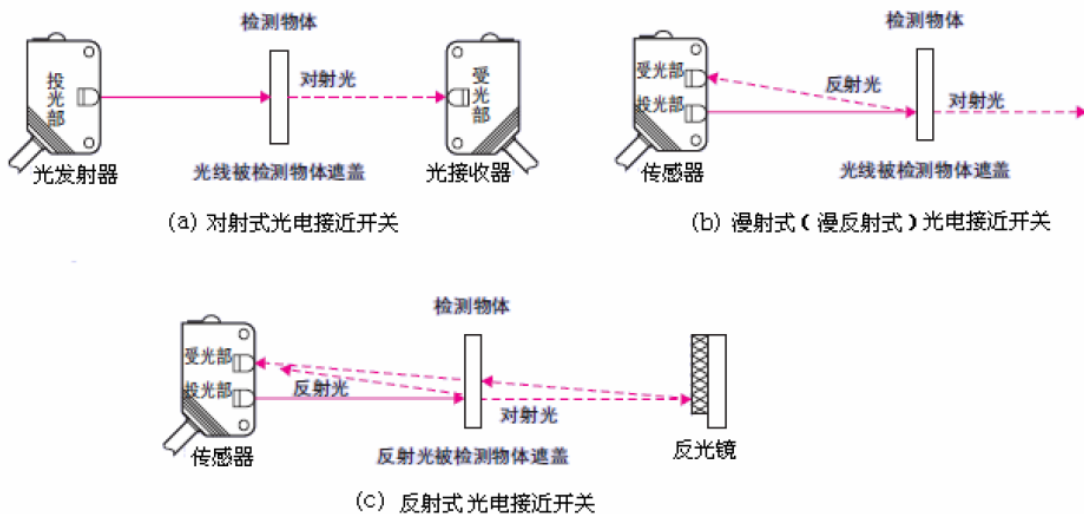 检测物体
投光部
对射光
受光部
光发射器
光线被检测物体遮盖
光接收器
(a) 对射式光电接近开关
检测物体
受光部
投光部
反射光
对射光
传感器
光线被检测物体遮盖
(b) 漫射式(漫反射式)光电接近开关
检测物体
受光部
投光部
反射光
对射光
传感器
反射光被检测物体遮盖
反光镜
(c) 反射式光电接近开关